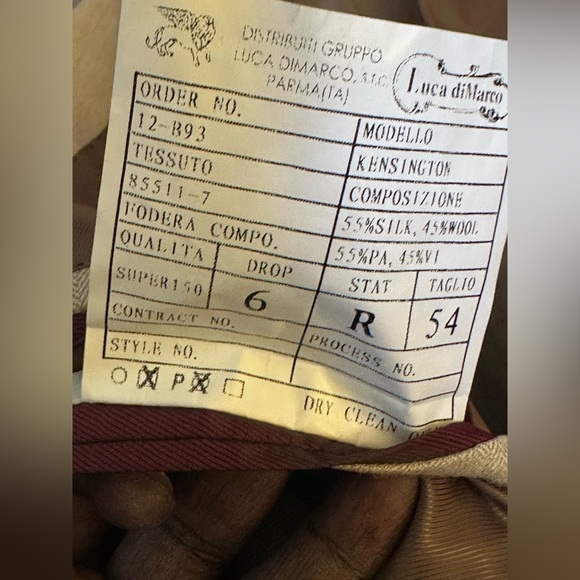 DISTRIBUITI GRUPPO
LUCA DIMARCO,
PARMA(ITA)
Luca diMarco
ORDER NO.
12-B93
MODELLO
TESSUTO
KENSINGTON
85511-7
COMPOSIZIONE
FODERA COMPO.
55%SILK, 45%WOOL
55%PA, 45%VI
QUALITA
DROP
STAT
TAGLIO
SUPER150
6
R
54
CONTRACT NO.
PROCESS NO.
STYLE NO.
P
DRY CLEAN